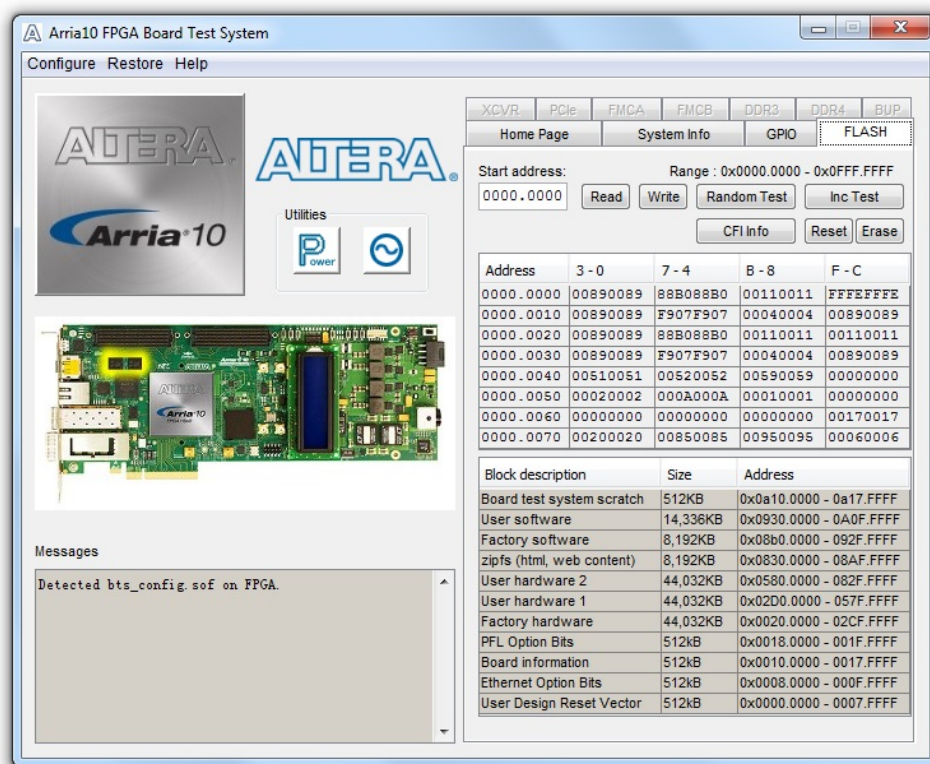 Arria10 FPGA Board Test System
Configure Restore Help
ALTERA
Arria 10
ALTERA
Utilities
Power
XCVR PCIe FMCA FMCB DDR3 DDR4 BUP
Home Page System Info GPIO FLASH
Start address: Range : 0x0000.0000 - 0x0FFF.FFFF
0000.0000 Read Write Random Test Inc Test
CFI Info Reset Erase
Address 3 - 0 7 - 4 B - 8 F - C
0000.0000 00890089 88B088B0 00110011 FFFEFFFE
0000.0010 00890089 F907F907 00040004 00890089
0000.0020 00890089 88B088B0 00110011 00110011
0000.0030 00890089 F907F907 00040004 00890089
0000.0040 00510051 00520052 00590059 00000000
0000.0050 00020002 000A000A 00010001 00000000
0000.0060 00000000 00000000 00000000 00170017
0000.0070 00200020 00850085 00950095 00060006
ALTERA
Arria 10
Block description Size Address
Board test system scratch 512KB 0x0a10.0000 - 0a17.FFFF
User software 14,336KB 0x0930.0000 - 0A0F.FFFF
Factory software 8,192KB 0x08b0.0000 - 092F.FFFF
zipfs (html, web content) 8,192KB 0x0830.0000 - 08AF.FFFF
User hardware 2 44,032KB 0x0580.0000 - 082F.FFFF
User hardware 1 44,032KB 0x02D0.0000 - 057F.FFFF
Factory hardware 44,032KB 0x0020.0000 - 02CF.FFFF
PFL Option Bits 512kB 0x0018.0000 - 001F.FFFF
Board information 512kB 0x0010.0000 - 0017.FFFF
Ethernet Option Bits 512kB 0x0008.0000 - 000F.FFFF
User Design Reset Vector 512kB 0x0000.0000 - 0007.FFFF
Messages
Detected bts_config.sof on FPGA.